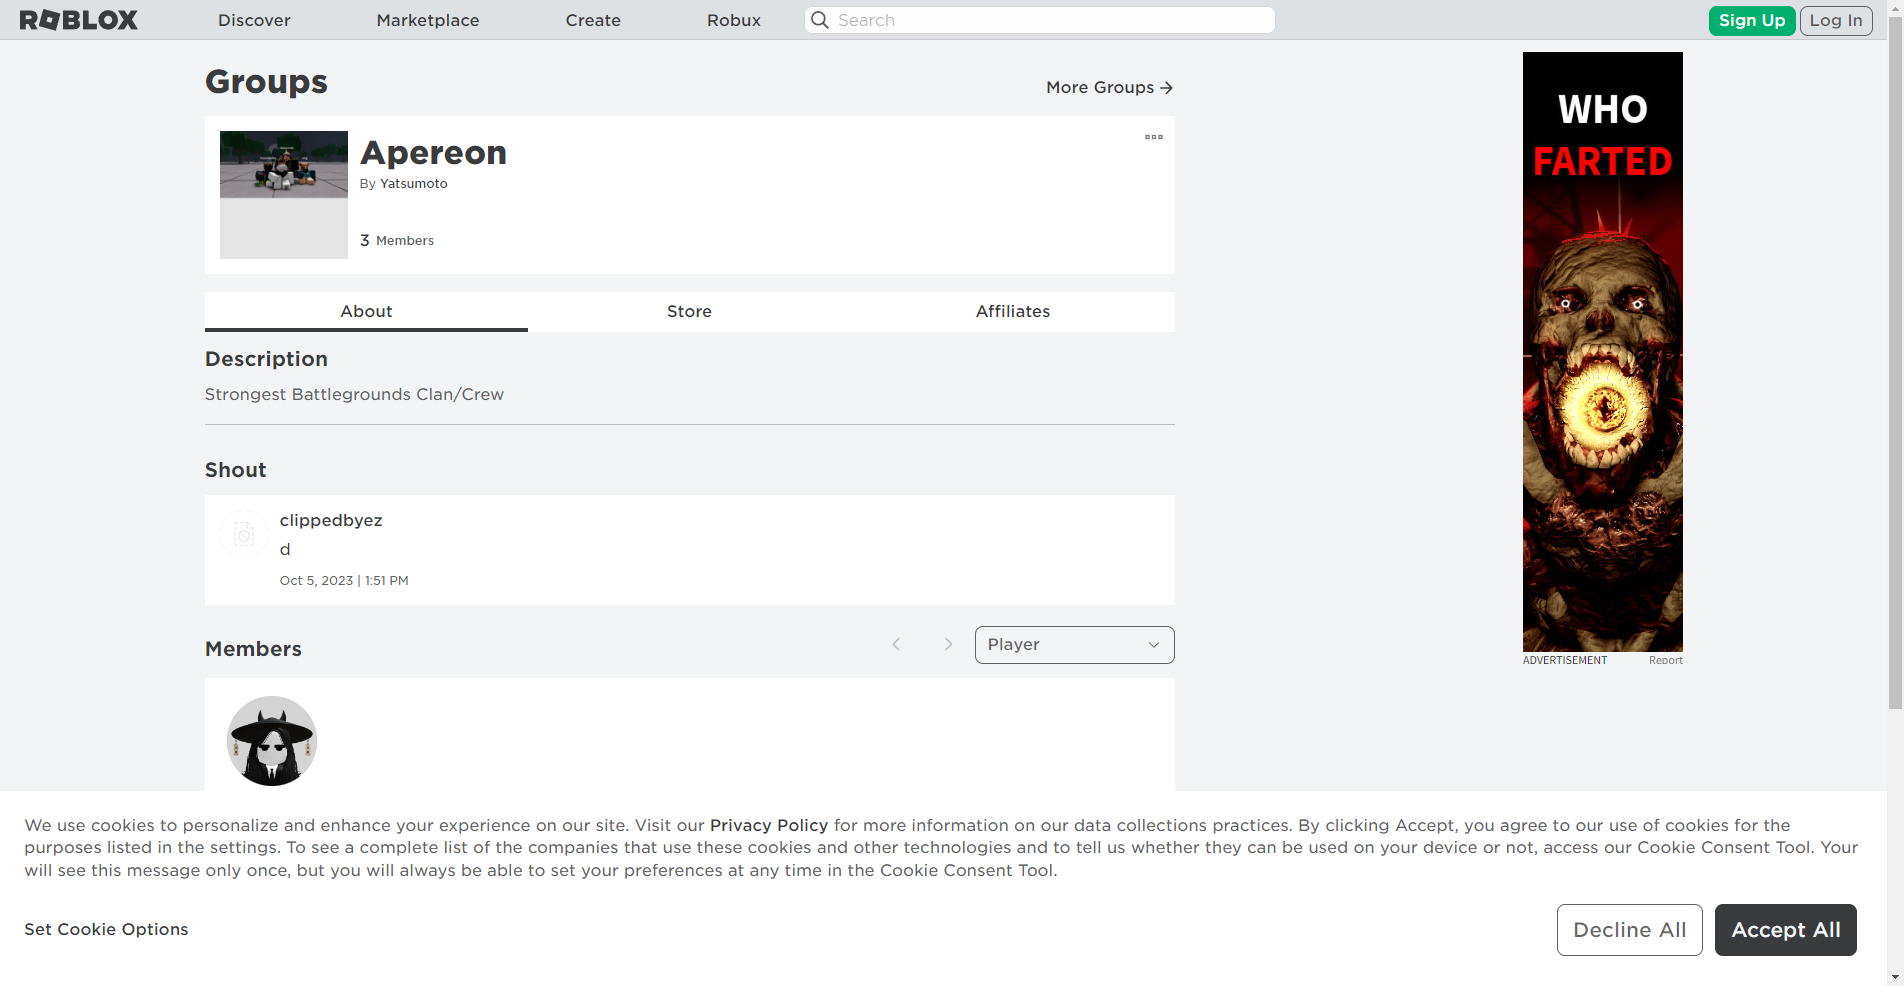 ROBLOX
Discover
Marketplace
Create
Robux
Search
Sign Up
Log In
Groups
More Groups
Apereon
By Yatsumoto
3 Members
About
Store
Affiliates
Description
Strongest Battlegrounds Clan/Crew
Shout
clippedbyez
d
Oct 5, 2023 | 1:51 PM
Members
Player
WHO
FARTED
ADVERTISEMENT
Report
We use cookies to personalize and enhance your experience on our site. Visit our Privacy Policy for more information on our data collections practices. By clicking Accept, you agree to our use of cookies for the
purposes listed in the settings. To see a complete list of the companies that use these cookies and other technologies and to tell us whether they can be used on your device or not, access our Cookie Consent Tool. Your
will see this message only once, but you will always be able to set your preferences at any time in the Cookie Consent Tool.
Set Cookie Options
Decline All
Accept All